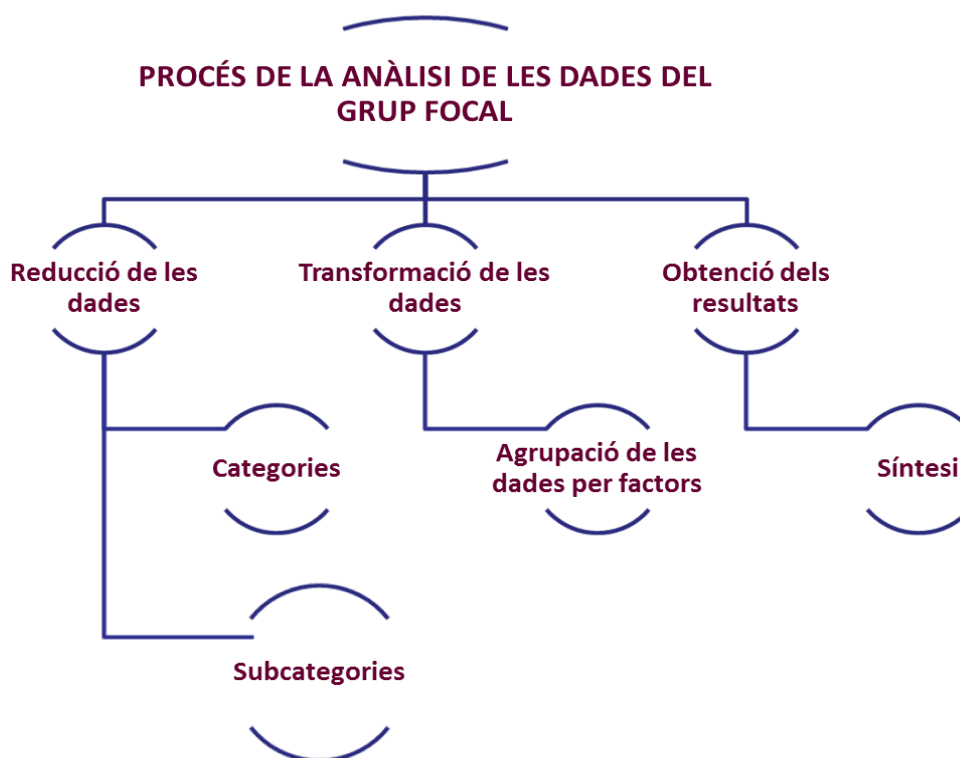 PROCÉS DE LA ANÀLISI DE LES DADES DEL
GRUP FOCAL
Reducció de les
dades
Transformació de les
dades
Obtenció dels
resultats
Categories
Agrupació de les
dades per factors
Síntesi
Subcategories